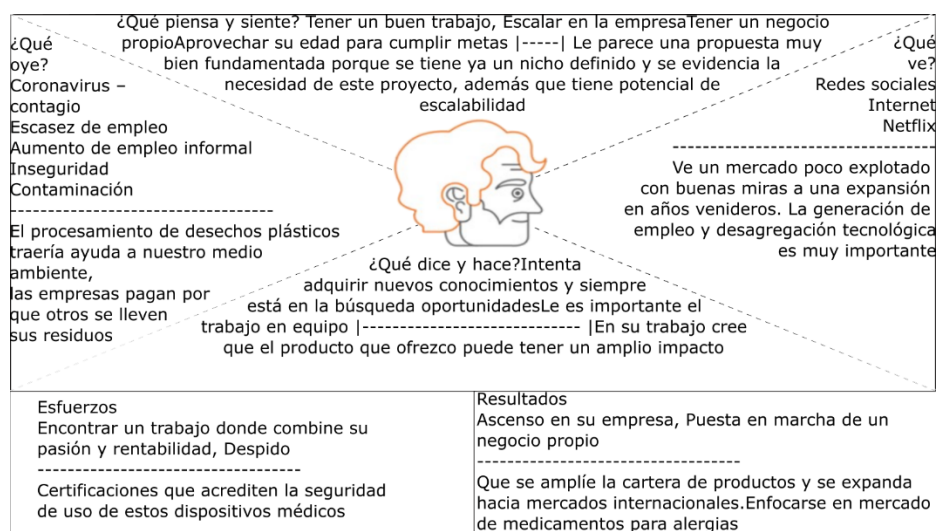 ¿Qué piensa y siente? Tener un buen trabajo, Escalar en la empresaTener un negocio
propioAprovechar su edad para cumplir metas |-----| Le parece una propuesta muy
bien fundamentada porque se tiene ya un nicho definido y se evidencia la
necesidad de este proyecto, además que tiene potencial de
escalabilidad
¿Qué
oye?
Coronavirus –
contagio
Escasez de empleo
Aumento de empleo informal
Inseguridad
Contaminación
-----------------------------------
El procesamiento de desechos plásticos
traería ayuda a nuestro medio
ambiente,
las empresas pagan por
que otros se lleven
sus residuos
¿Qué
ve?
Redes sociales
Internet
Netflix
-----------------------------------
Ve un mercado poco explotado
con buenas miras a una expansión
en años venideros. La generación de
empleo y desagregación tecnológica
es muy importante
¿Qué dice y hace?Intenta
adquirir nuevos conocimientos y siempre
está en la búsqueda oportunidadesLe es importante el
trabajo en equipo |----------------------------- |En su trabajo cree
que el producto que ofrezco puede tener un amplio impacto
Esfuerzos
Encontrar un trabajo donde combine su
pasión y rentabilidad, Despido
-----------------------------------
Certificaciones que acrediten la seguridad
de uso de estos dispositivos médicos
Resultados
Ascenso en su empresa, Puesta en marcha de un
negocio propio
-----------------------------------
Que se amplíe la cartera de productos y se expanda
hacia mercados internacionales.Enfocarse en mercado
de medicamentos para alergias